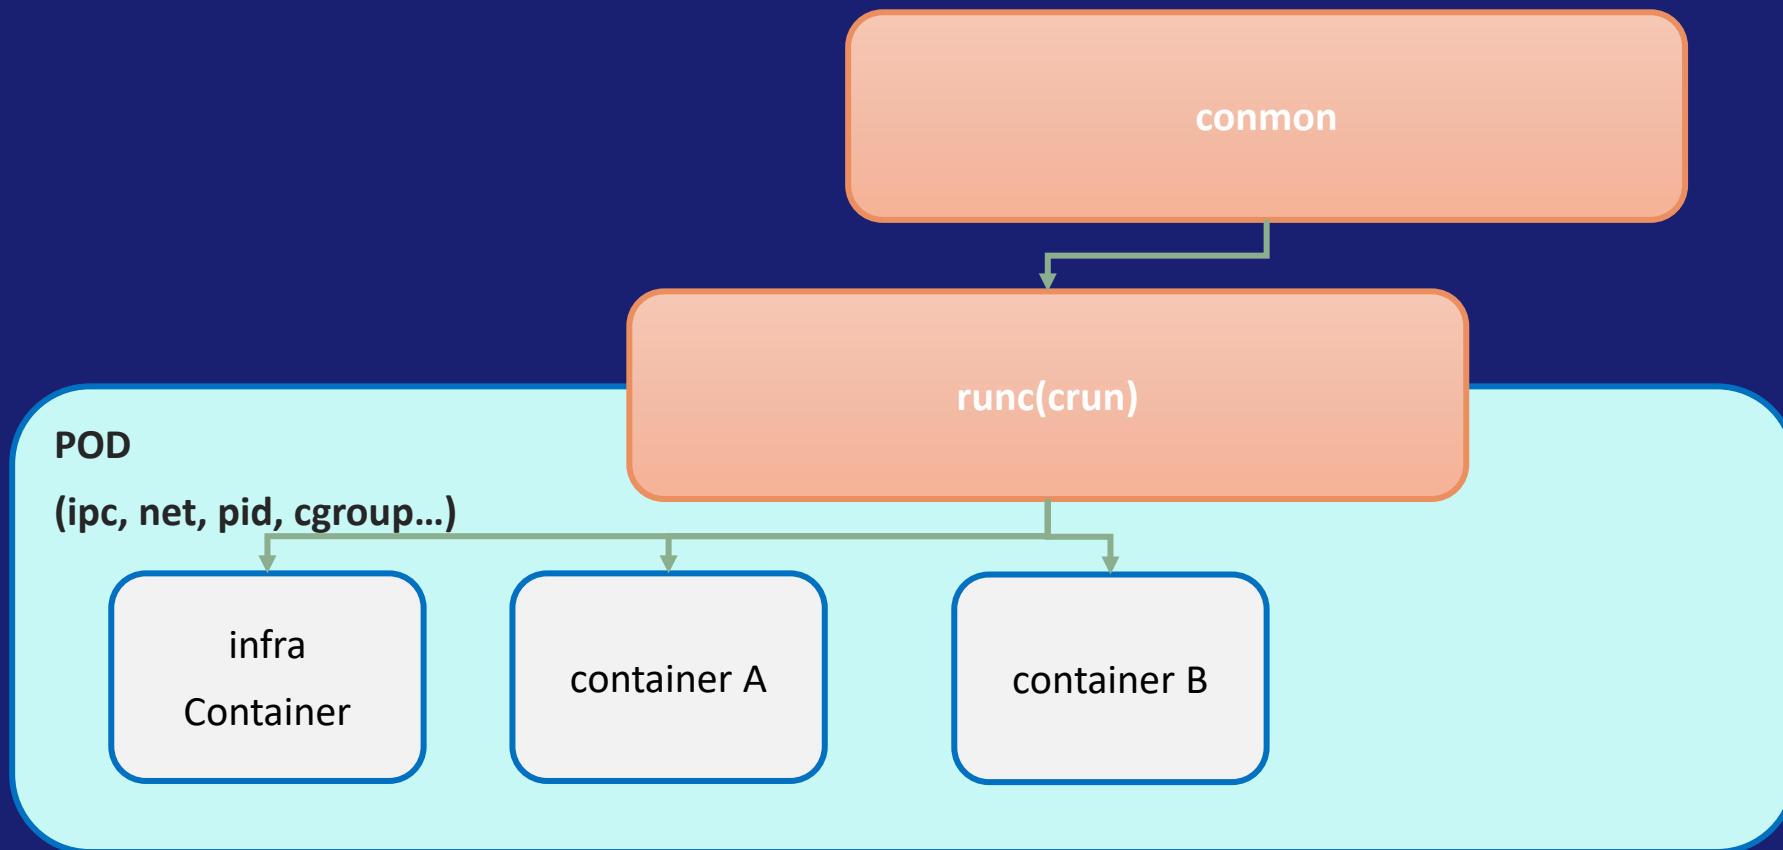 conmon
runc(crun)
POD
(ipc, net, pid, cgroup…)
infra
Container
container A
container B